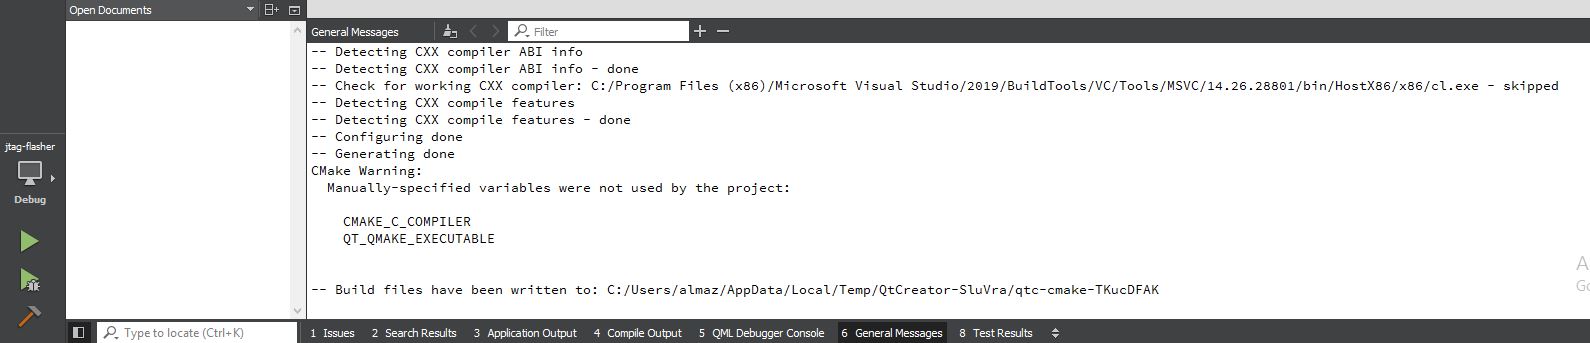 Open Documents
General Messages
Filter
-- Detecting CXX compiler ABI info
-- Detecting CXX compiler ABI info - done
-- Check for working CXX compiler: C:/Program Files (x86)/Microsoft Visual Studio/2019/BuildTools/VC/Tools/MSVC/14.26.28801/bin/HostX86/x86/cl.exe - skipped
-- Detecting CXX compile features
-- Detecting CXX compile features - done
-- Configuring done
-- Generating done
CMake Warning:
Manually-specified variables were not used by the project:
CMAKE_C_COMPILER
QT_QMAKE_EXECUTABLE
-- Build files have been written to: C:/Users/almaz/AppData/Local/Temp/QtCreator-SluVra/qtc-cmake-TKucDFAK
jtag-flasher
Debug
Type to locate (Ctrl+K)
1 Issues
2 Search Results
3 Application Output
4 Compile Output
5 QML Debugger Console
6 General Messages
8 Test Results